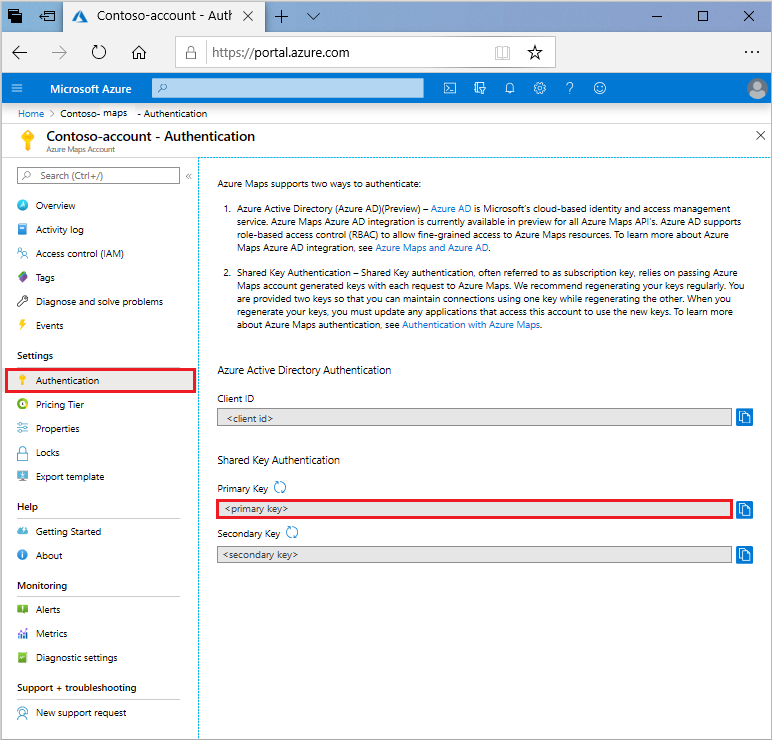 Contoso-account - Auth
https://portal.azure.com
Microsoft Azure
Home > Contoso- maps - Authentication
Contoso-account - Authentication
Azure Maps Account
Search (Ctrl+/)
Overview
Activity log
Access control (IAM)
Tags
Diagnose and solve problems
Events
Settings
Authentication
Pricing Tier
Properties
Locks
Export template
Help
Getting Started
About
Monitoring
Alerts
Metrics
Diagnostic settings
Support + troubleshooting
New support request
Azure Maps supports two ways to authenticate:
1. Azure Active Directory (Azure AD)(Preview) – Azure AD is Microsoft's cloud-based identity and access management
service. Azure Maps Azure AD integration is currently available in preview for all Azure Maps API's. Azure AD supports
role-based access control (RBAC) to allow fine-grained access to Azure Maps resources. To learn more about Azure
Maps Azure AD integration, see Azure Maps and Azure AD.
2. Shared Key Authentication – Shared Key authentication, often referred to as subscription key, relies on passing Azure
Maps account generated keys with each request to Azure Maps. We recommend regenerating your keys regularly. You
are provided two keys so that you can maintain connections using one key while regenerating the other. When you
regenerate your keys, you must update any applications that access this account to use the new keys. To learn more
about Azure Maps authentication, see Authentication with Azure Maps.
Azure Active Directory Authentication
Client ID
<client id>
Shared Key Authentication
Primary Key
<primary key>
Secondary Key
<secondary key>